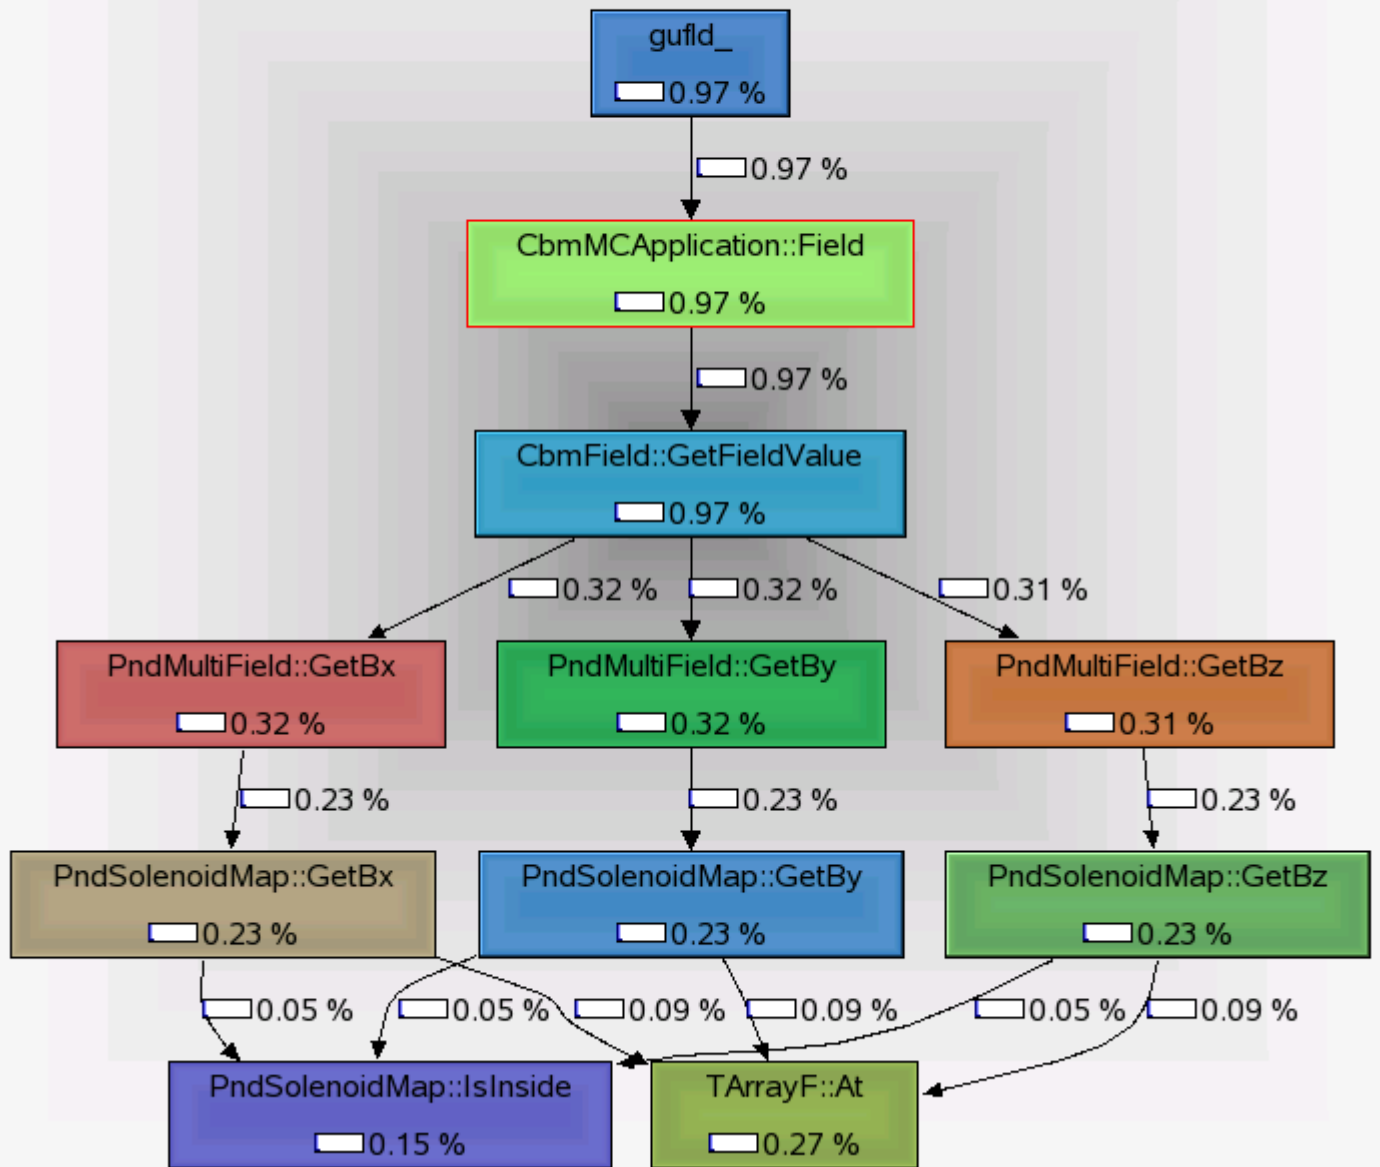 gufld_
0.97 %
0.97 %
CbmMCApplication::Field
0.97 %
0.97 %
CbmField::GetFieldValue
0.97 %
0.32 %
0.32 %
0.31 %
PndMultiField::GetBx
0.32 %
PndMultiField::GetBy
0.32 %
PndMultiField::GetBz
0.31 %
0.23 %
0.23 %
0.23 %
PndSolenoidMap::GetBx
0.23 %
PndSolenoidMap::GetBy
0.23 %
PndSolenoidMap::GetBz
0.23 %
0.05 %
0.05 %
0.09 %
0.09 %
0.05 %
0.09 %
PndSolenoidMap::IsInside
0.15 %
TArrayF::At
0.27 %